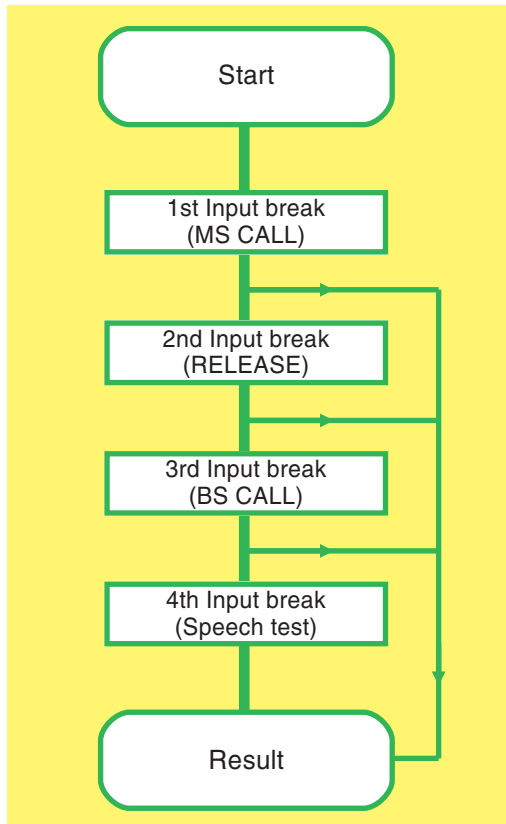 Start
1st Input break
(MS CALL)
2nd Input break
(RELEASE)
3rd Input break
(BS CALL)
4th Input break
(Speech test)
Result